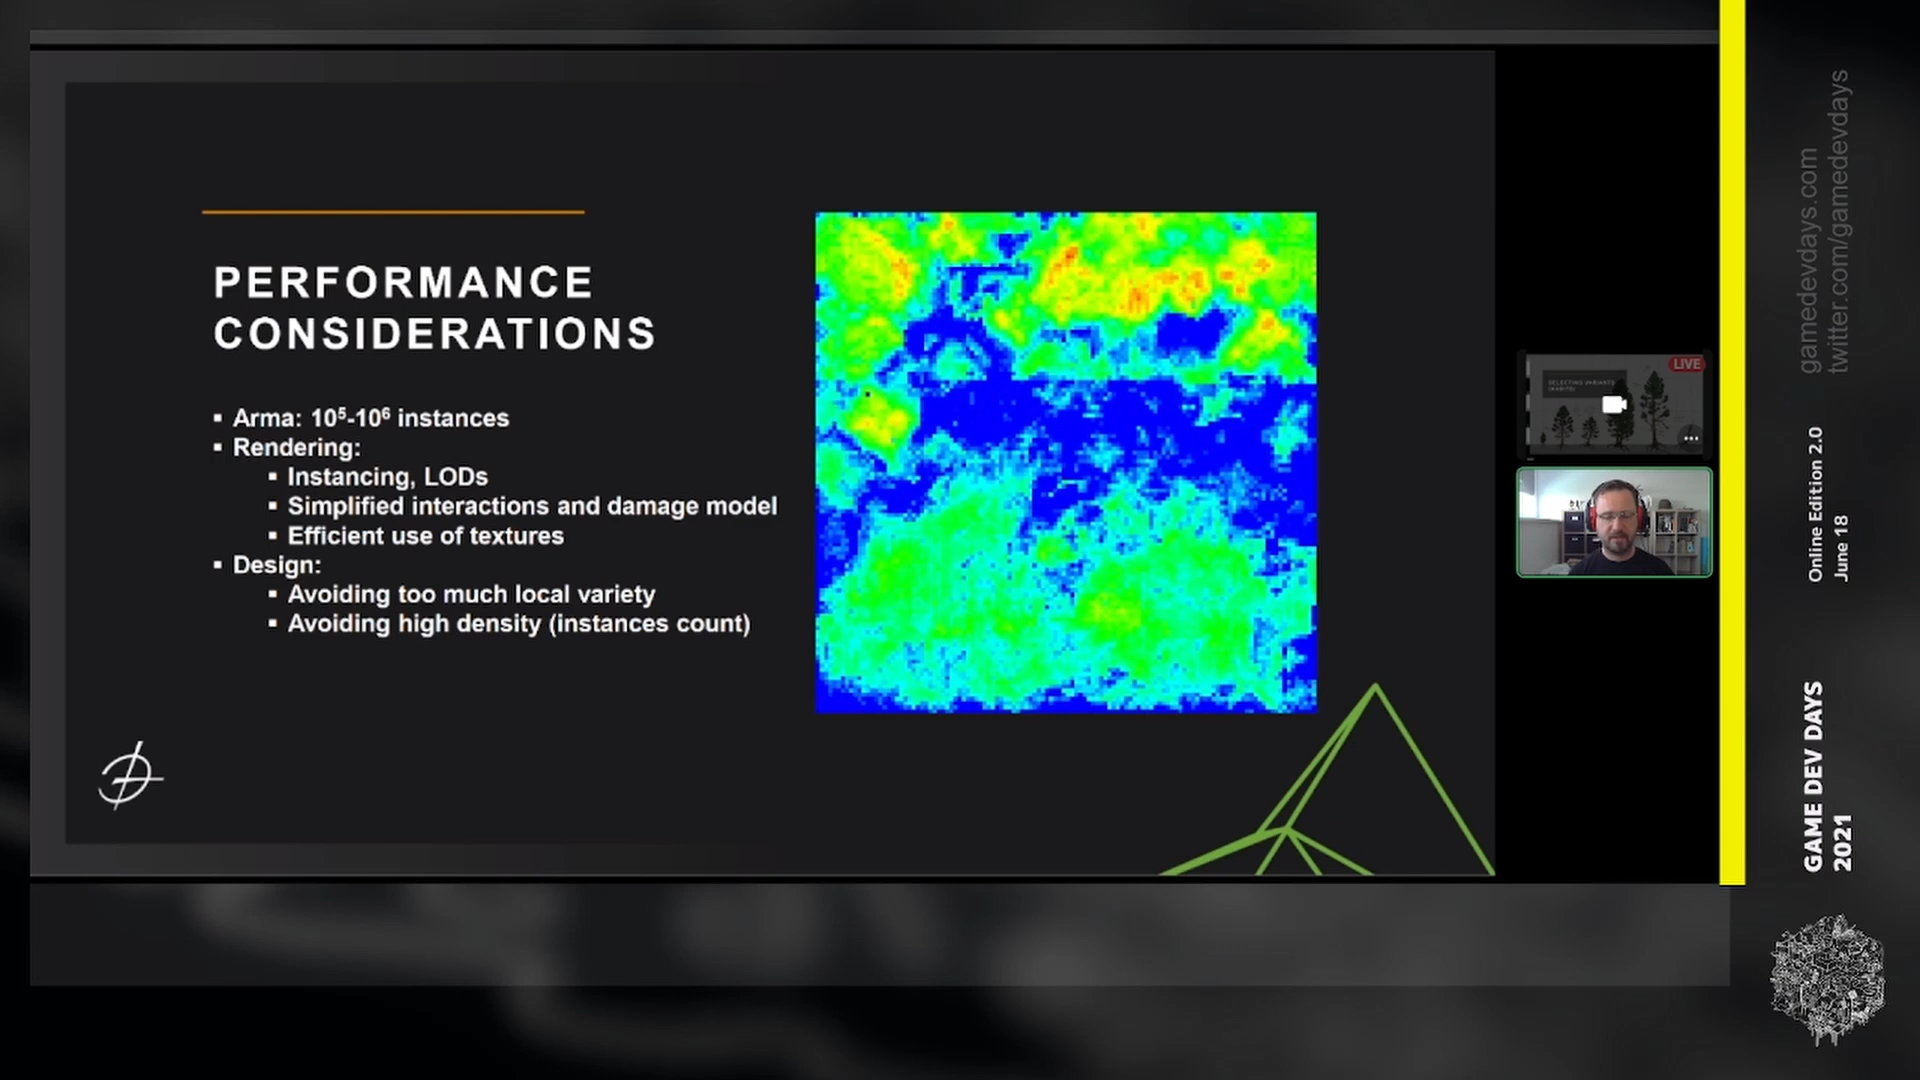 PERFORMANCE
CONSIDERATIONS
▪ Arma: 10⁵-10⁶ instances
▪ Rendering:
▪ Instancing, LODs
▪ Simplified interactions and damage model
▪ Efficient use of textures
▪ Design:
▪ Avoiding too much local variety
▪ Avoiding high density (instances count)
LIVE
SELECTING VARIANTS
gamedevdays.com
twitter.com/gamedevdays
Online Edition 2.0
June 18
GAME DEV DAYS
2021